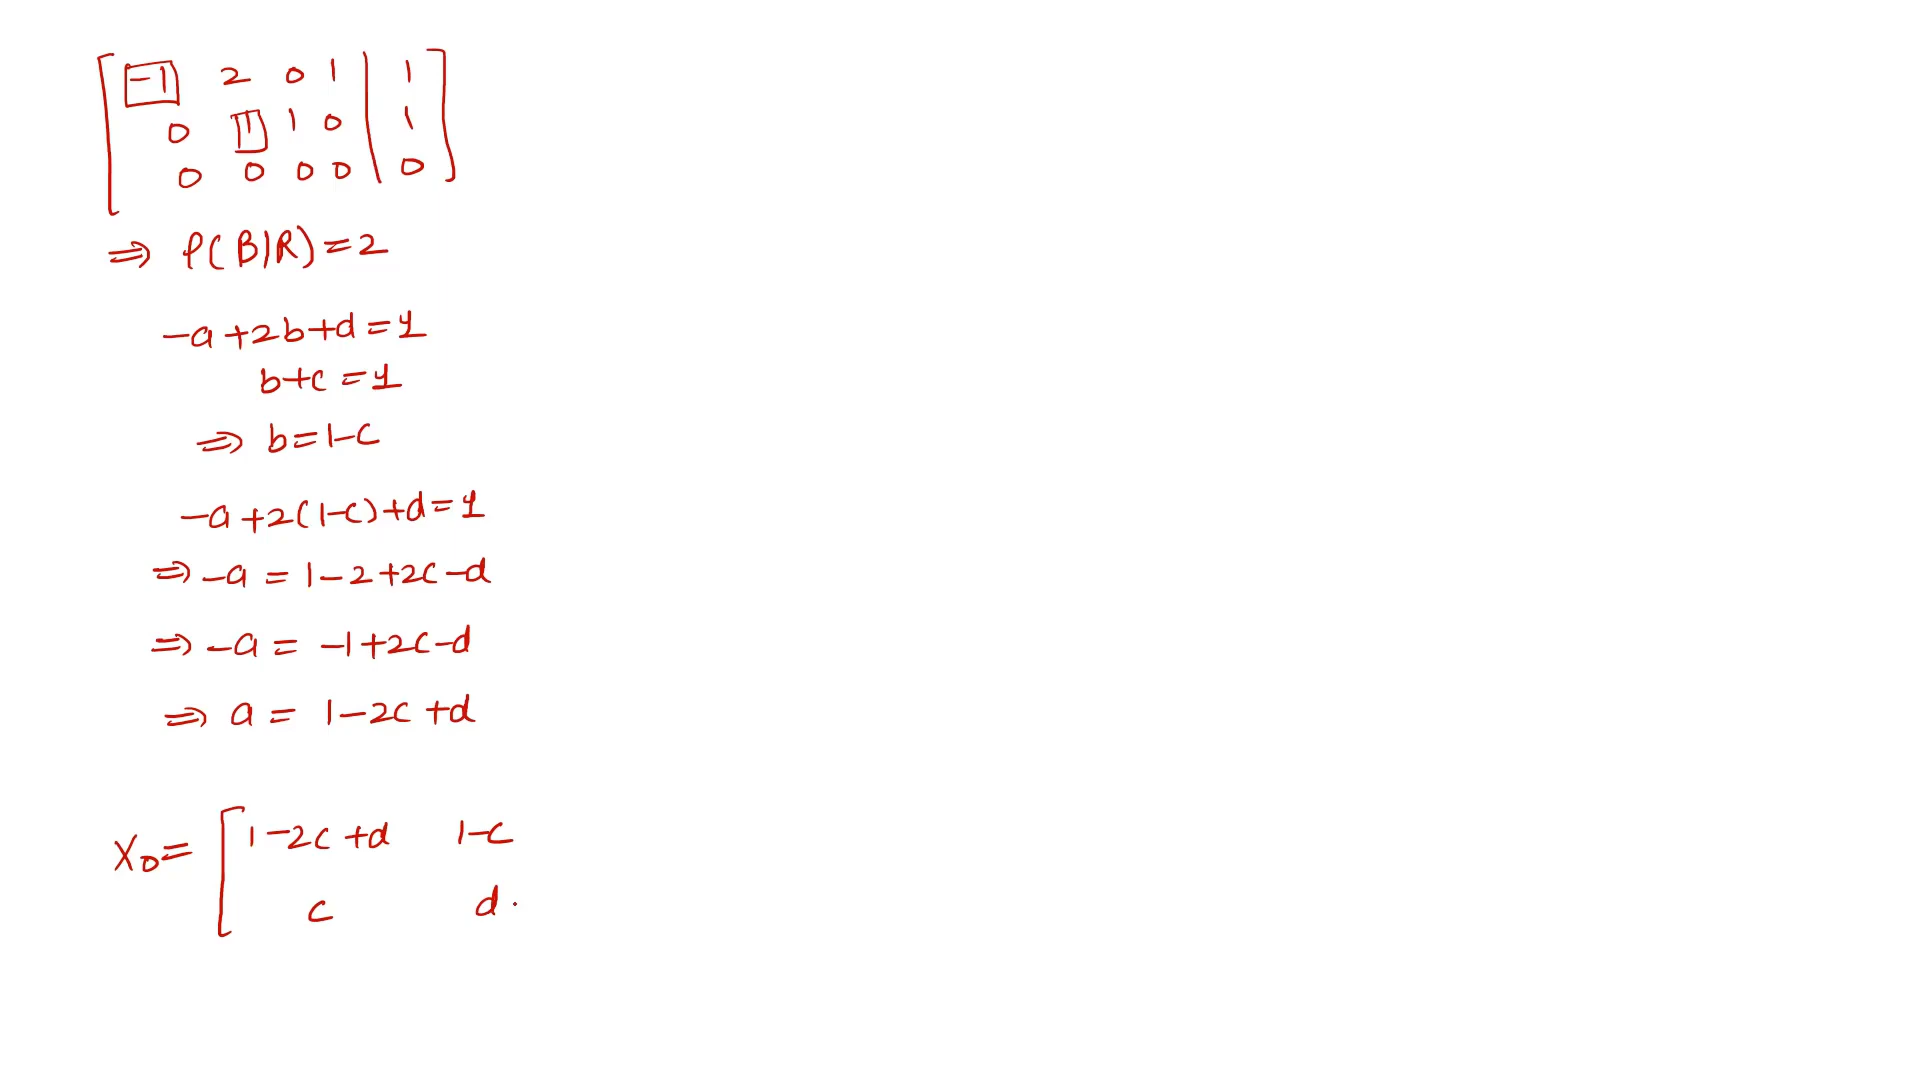 [ -1 2 0 1 | 1 ]
0 1 1 0 | 1
0 0 0 0 | 0
⇒ ρ(B|R) = 2
-a + 2b + d = 1
b + c = 1
⇒ b = 1 - c
-a + 2(1-c) + d = 1
⇒ -a = 1 - 2 + 2c - d
⇒ -a = -1 + 2c - d
⇒ a = 1 - 2c + d
X₀ = [ 1 - 2c + d 1 - c
c d